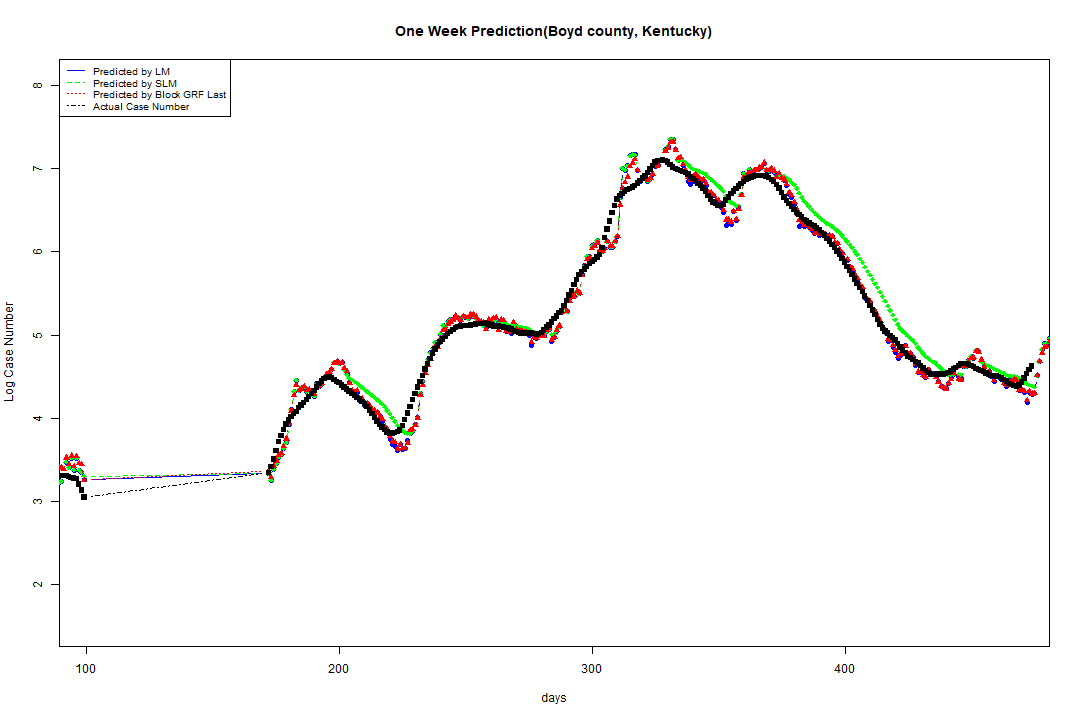 One Week Prediction(Boyd county, Kentucky)
Predicted by LM
Predicted by SLM
Predicted by Block GRF Last
Actual Case Number
8
7
6
5
4
3
2
Log Case Number
100 200 300 400
days